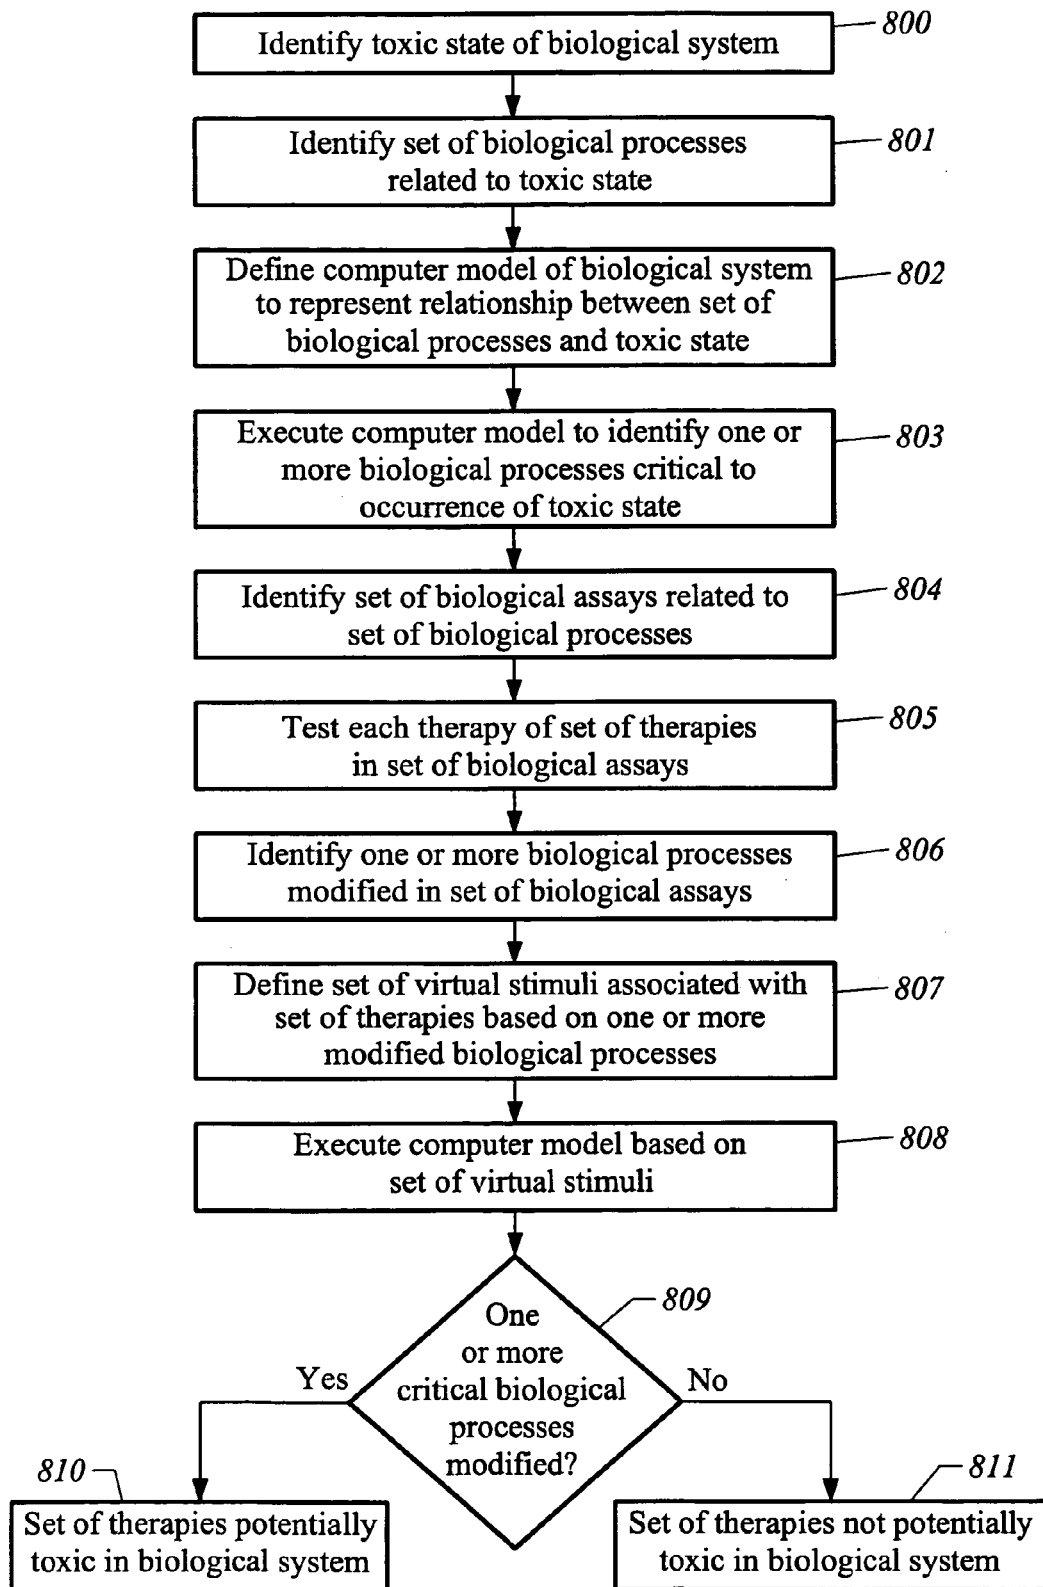 Identify toxic state of biological system
800
Identify set of biological processes
related to toxic state
801
Define computer model of biological system
to represent relationship between set of
biological processes and toxic state
802
Execute computer model to identify one or
more biological processes critical to
occurrence of toxic state
803
Identify set of biological assays related to
set of biological processes
804
Test each therapy of set of therapies
in set of biological assays
805
Identify one or more biological processes
modified in set of biological assays
806
Define set of virtual stimuli associated with
set of therapies based on one or more
modified biological processes
807
Execute computer model based on
set of virtual stimuli
808
One
or more
critical biological
processes
modified?
809
Yes
No
810
Set of therapies potentially
toxic in biological system
811
Set of therapies not potentially
toxic in biological system